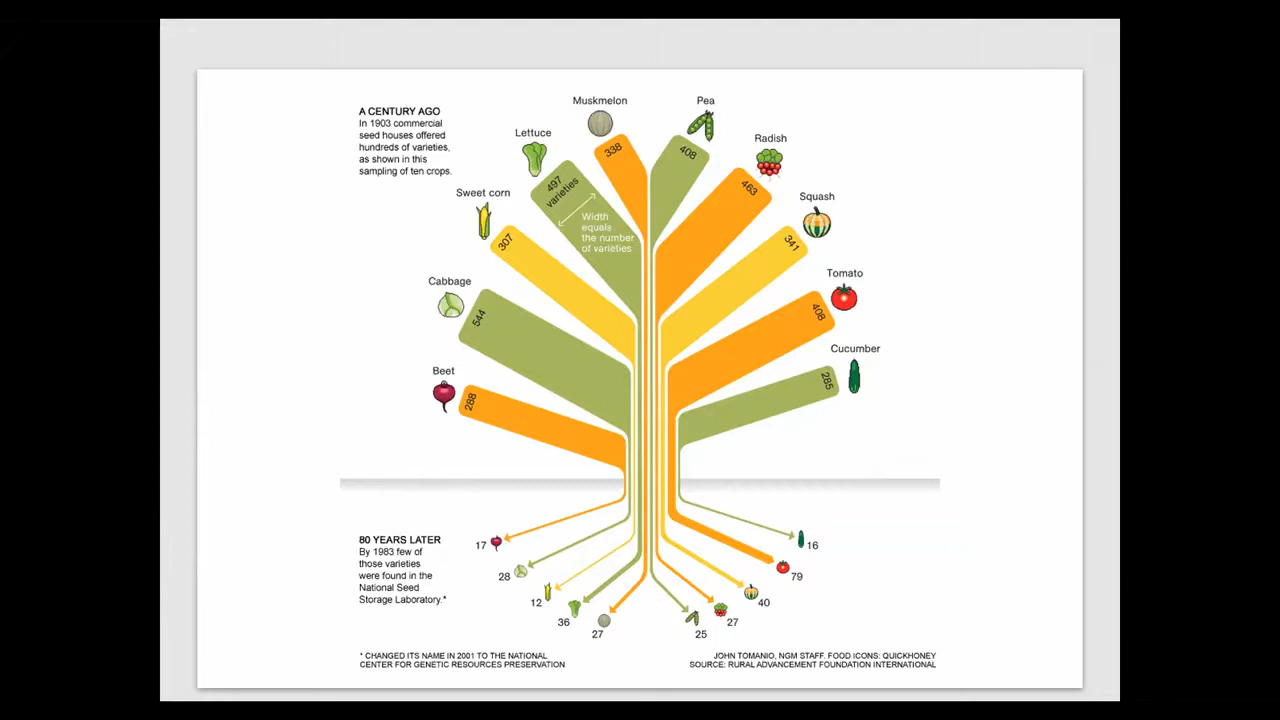 A CENTURY AGO
In 1903 commercial
seed houses offered
hundreds of varieties,
as shown in this
sampling of ten crops.
Muskmelon
338
Pea
408
Lettuce
497
varieties
Width
equals
the number
of varieties
Radish
463
Sweet corn
307
Squash
341
Cabbage
544
Tomato
408
Beet
288
Cucumber
285
80 YEARS LATER
By 1983 few of
those varieties
were found in the
National Seed
Storage Laboratory.*
17
28
12
36
27
25
27
40
79
16
* CHANGED ITS NAME IN 2001 TO THE NATIONAL
CENTER FOR GENETIC RESOURCES PRESERVATION
JOHN TOMANIO, NGM STAFF. FOOD ICONS: QUICKHONEY
SOURCE: RURAL ADVANCEMENT FOUNDATION INTERNATIONAL